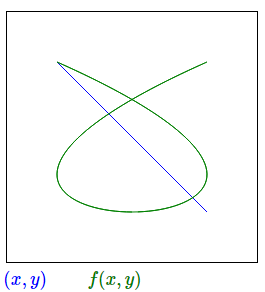 (x, y) f(x, y)